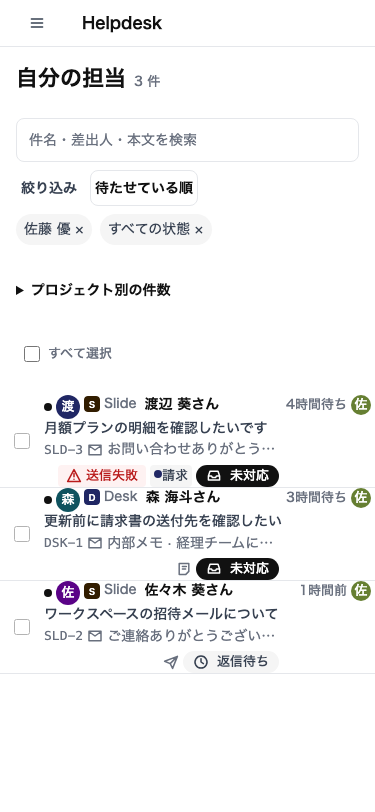 Helpdesk
自分の担当 3 件
件名・差出人・本文を検索
絞り込み 待たせている順
佐藤 優 × すべての状態 ×
▶ プロジェクト別の件数
すべて選択
渡 S Slide 渡辺 葵さん 4時間待ち 佐
月額プランの明細を確認したいです
SLD-3 お問い合わせありがとう…
送信失敗 請求 未対応
森 D Desk 森 海斗さん 3時間待ち 佐
更新前に請求書の送付先を確認したい
DSK-1 内部メモ · 経理チームに…
未対応
佐 S Slide 佐々木 葵さん 1時間前 佐
ワークスペースの招待メールについて
SLD-2 ご連絡ありがとうござい…
返信待ち